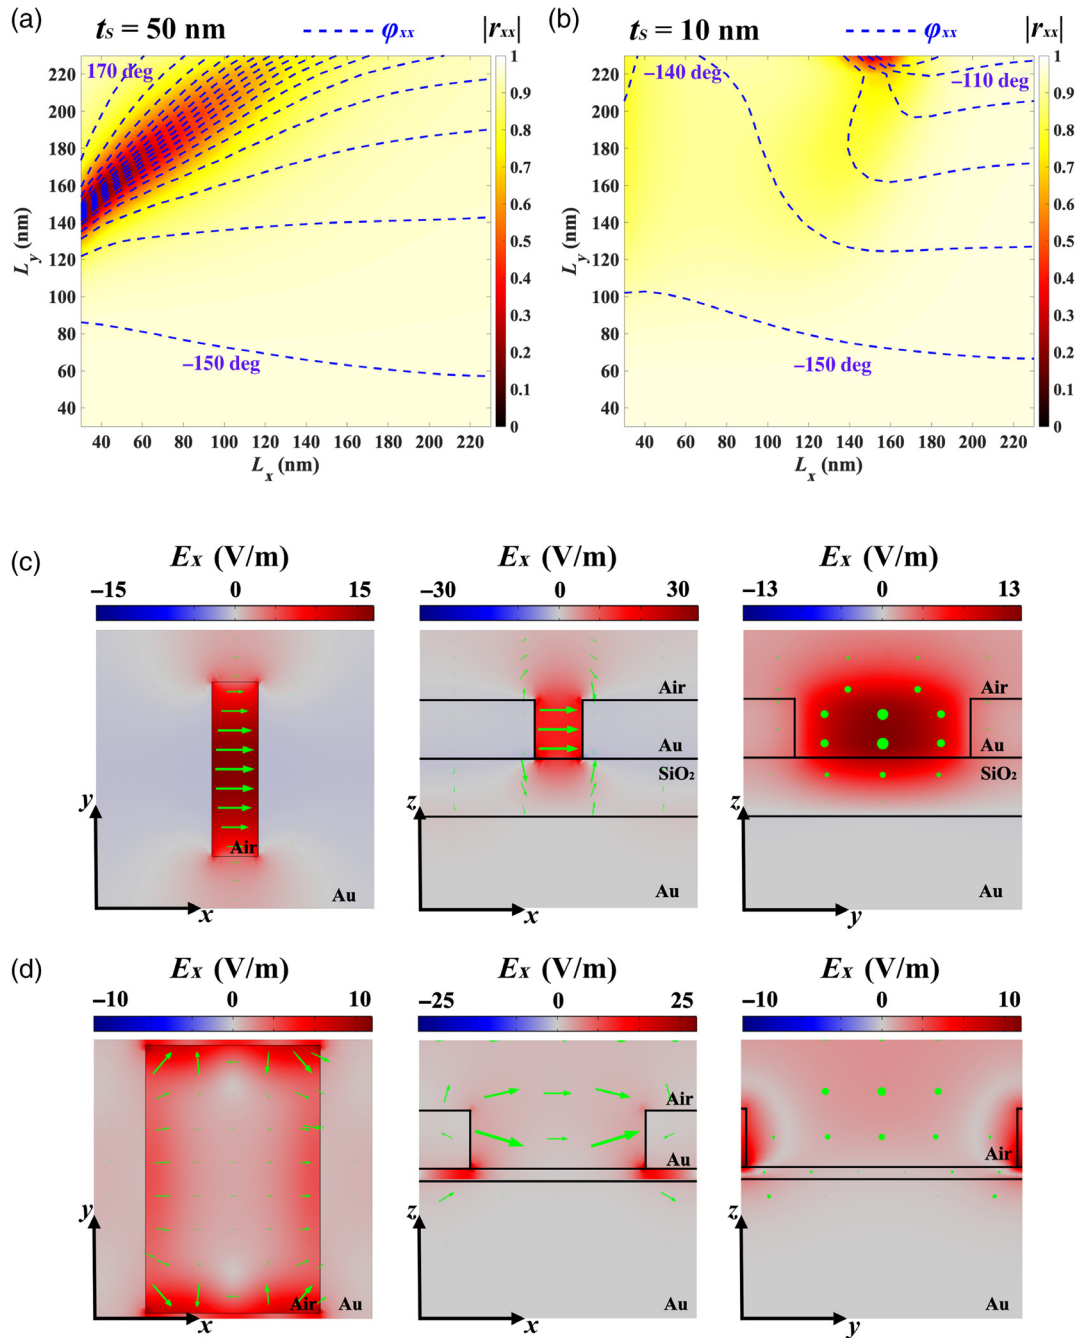 (a) tS = 50 nm φxx |rxx|
170 deg
220
200
180
160
140
120
100
80
60
40
Ly (nm)
−150 deg
40 60 80 100 120 140 160 180 200 220
Lx (nm)
1
0.9
0.8
0.7
0.6
0.5
0.4
0.3
0.2
0.1
0
(b) tS = 10 nm φxx |rxx|
−140 deg
−110 deg
220
200
180
160
140
120
100
80
60
40
Ly (nm)
−150 deg
40 60 80 100 120 140 160 180 200 220
Lx (nm)
1
0.9
0.8
0.7
0.6
0.5
0.4
0.3
0.2
0.1
0
(c)
Ex (V/m)
−15 0 15
y
Air
Au
x
Ex (V/m)
−30 0 30
Air
Au
SiO2
z
Au
x
Ex (V/m)
−13 0 13
Air
Au
SiO2
z
Au
y
(d)
Ex (V/m)
−10 0 10
y
Air Au
x
Ex (V/m)
−25 0 25
Air
Au
z
Au
x
Ex (V/m)
−10 0 10
Air
z
Au
y